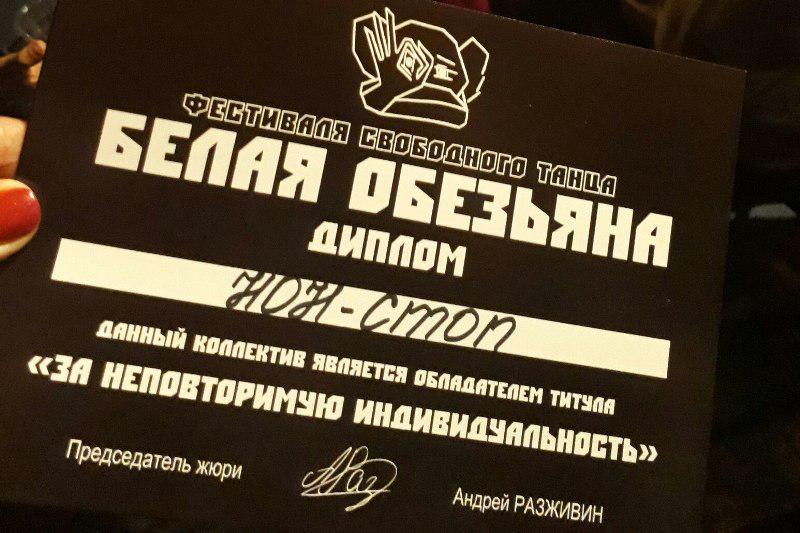 ФЕСТИВАЛЯ СВОБОДНОГО ТАНЦА
БЕЛАЯ ОБЕЗЬЯНА
ДИПЛОМ
НОН-СТОП
ДАННЫЙ КОЛЛЕКТИВ ЯВЛЯЕТСЯ ОБЛАДАТЕЛЕМ ТИТУЛА
«ЗА НЕПОВТОРИМУЮ ИНДИВИДУАЛЬНОСТЬ»
Председатель жюри
Андрей РАЗЖИВИН